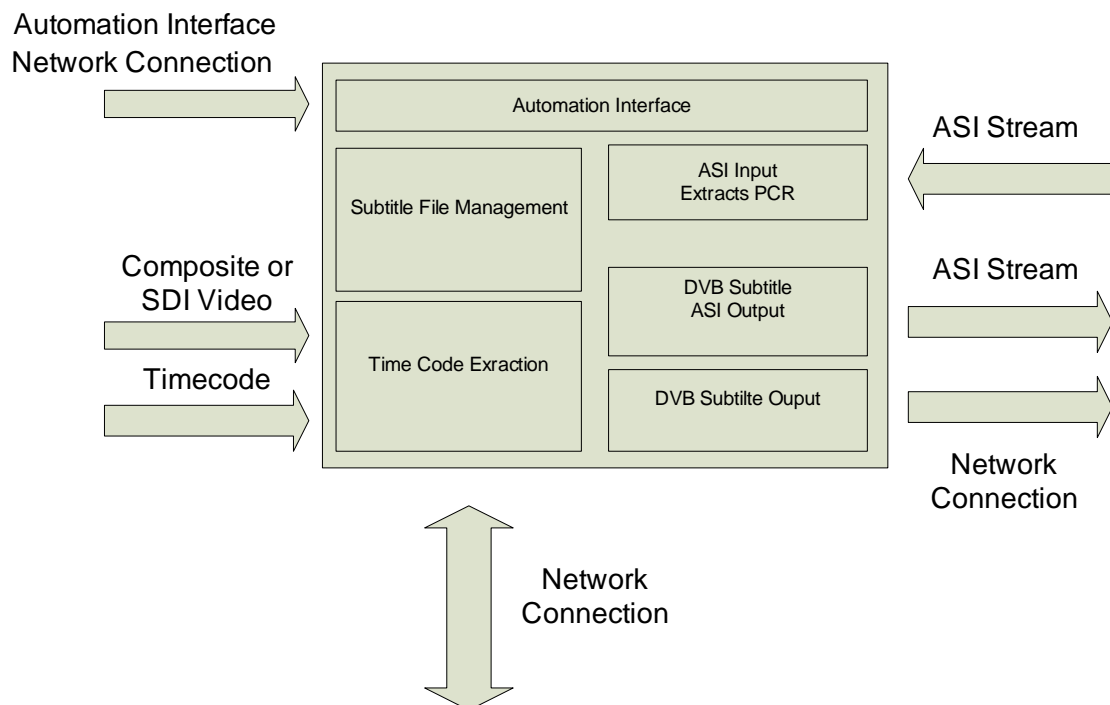 Automation Interface
Network Connection
Automation Interface
ASI Stream
ASI Input
Extracts PCR
Subtitle File Management
Composite or
SDI Video
ASI Stream
DVB Subtitle
ASI Output
Timecode
Time Code Exraction
DVB Subtilte Ouput
Network
Connection
Network
Connection